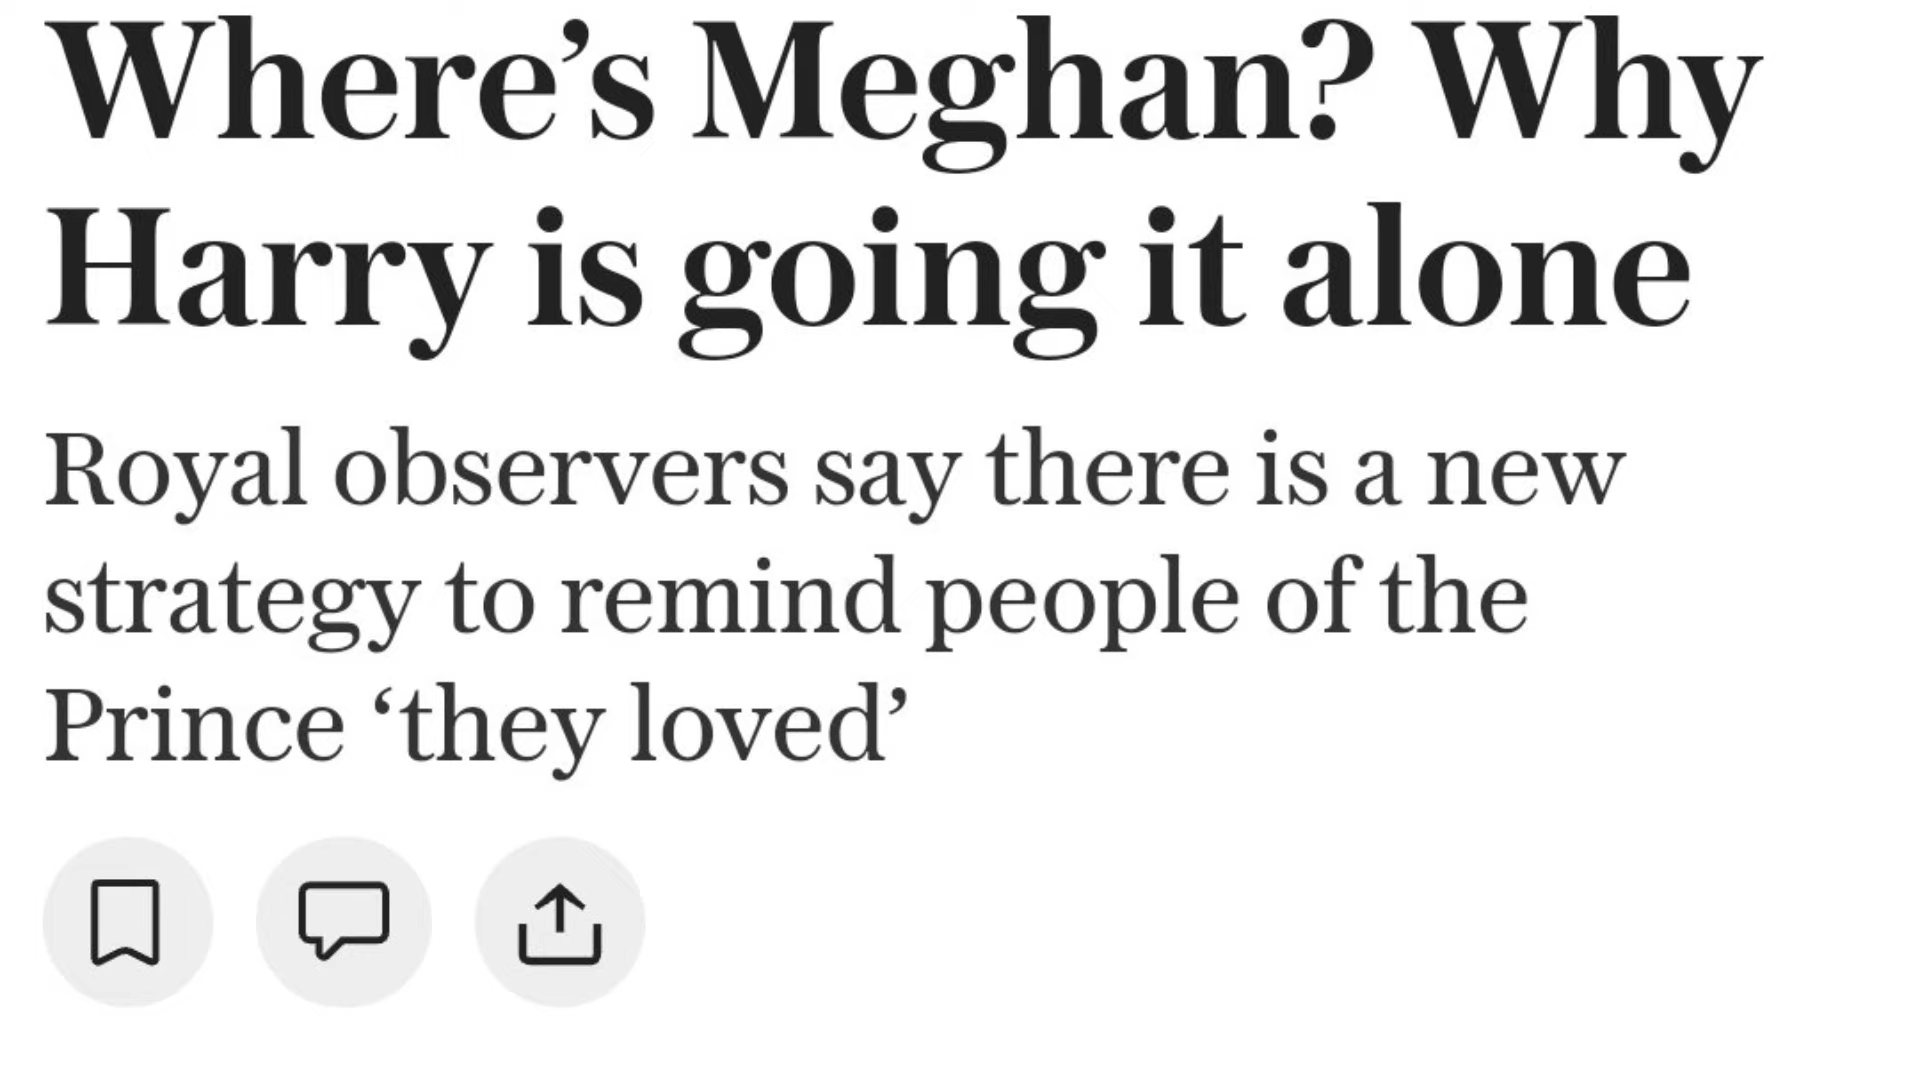 Where’s Meghan? Why
Harry is going it alone
Royal observers say there is a new
strategy to remind people of the
Prince ‘they loved’